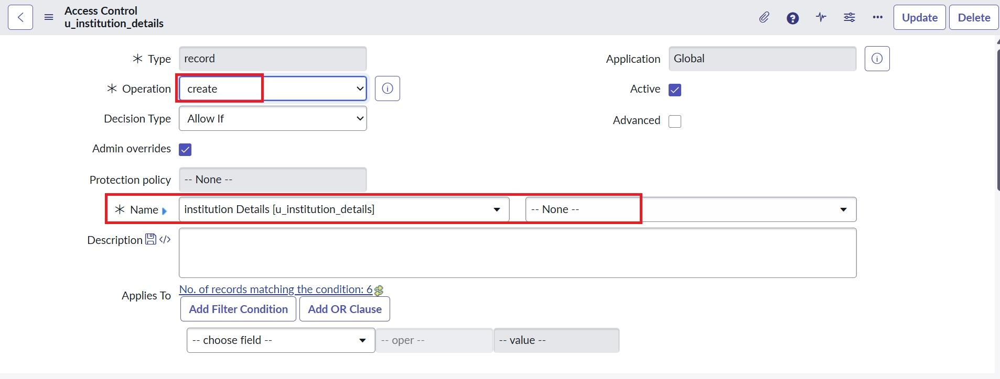 Access Control
u_institution_details
Update
Delete
Type
record
Application
Global
Operation
create
Active
Decision Type
Allow If
Advanced
Admin overrides
Protection policy
-- None --
Name
institution Details [u_institution_details]
-- None --
Description
Applies To
No. of records matching the condition: 6
Add Filter Condition
Add OR Clause
-- choose field --
-- oper --
-- value --